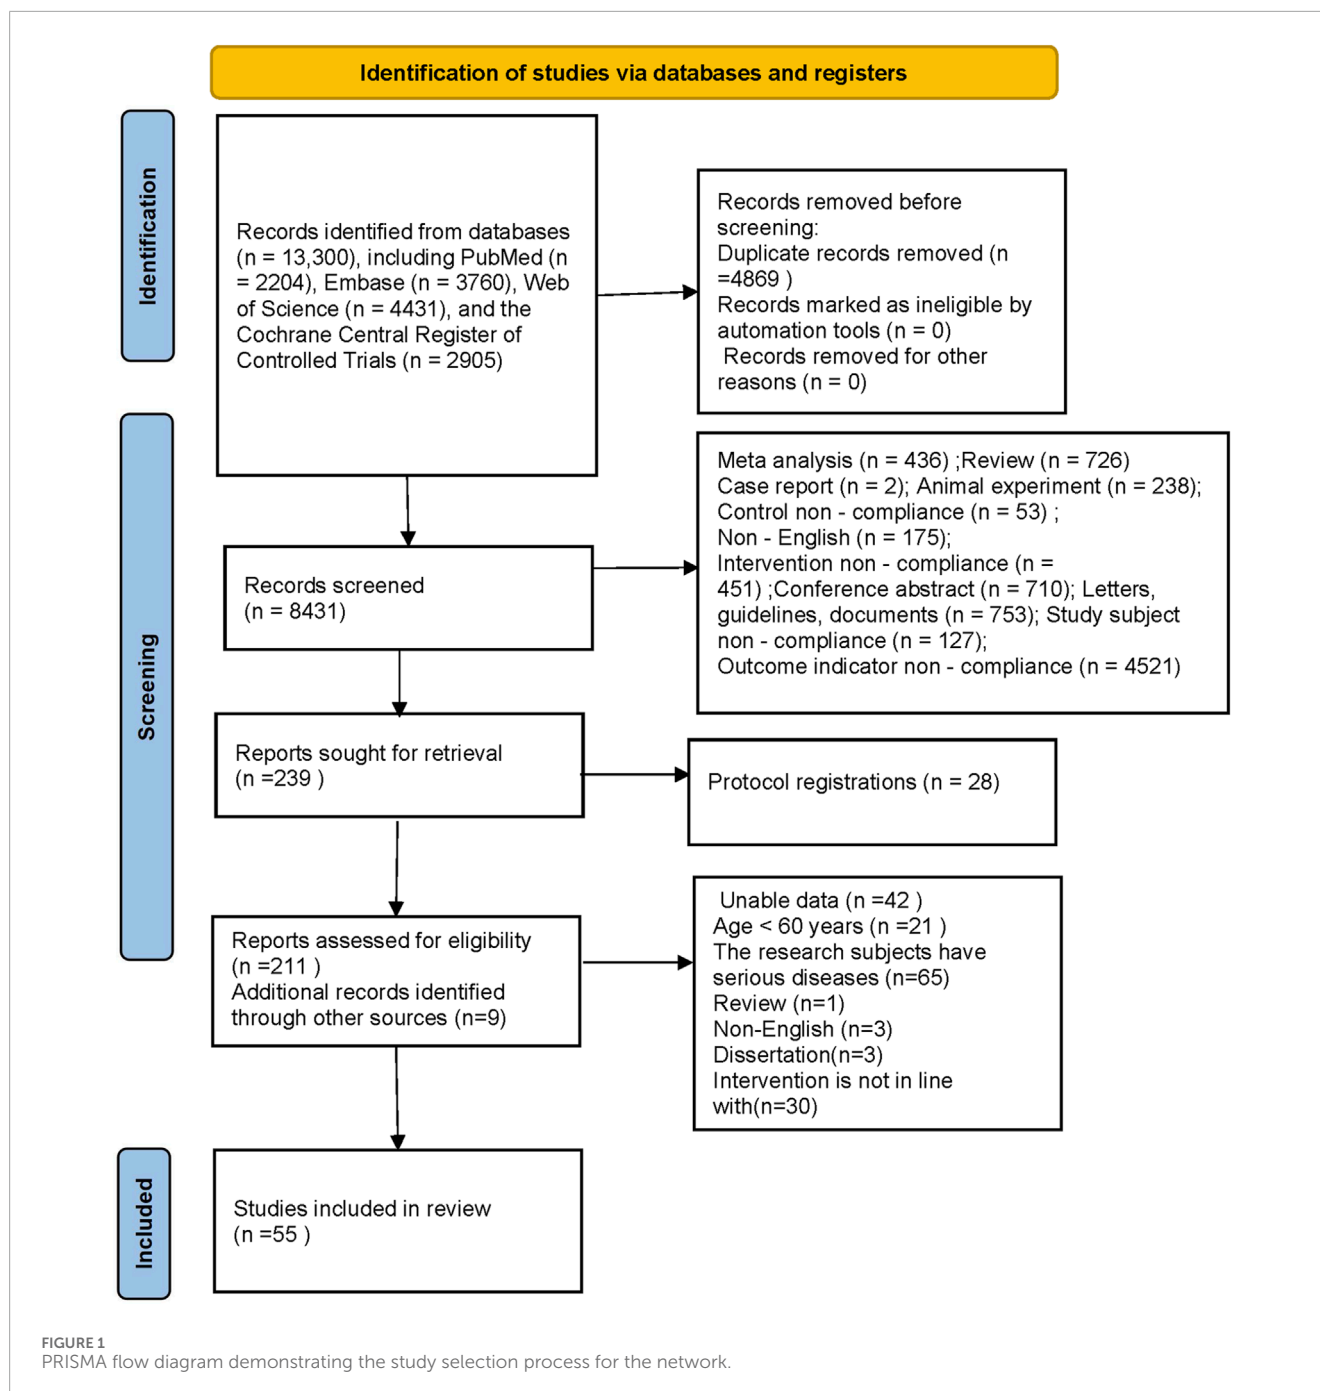 Identification of studies via databases and registers
Identification
Records identified from databases
(n = 13,300), including PubMed (n
= 2204), Embase (n = 3760), Web
of Science (n = 4431), and the
Cochrane Central Register of
Controlled Trials (n = 2905)
Records removed before
screening:
Duplicate records removed (n
=4869 )
Records marked as ineligible by
automation tools (n = 0)
Records removed for other
reasons (n = 0)
Screening
Records screened
(n = 8431)
Meta analysis (n = 436) ;Review (n = 726)
Case report (n = 2); Animal experiment (n = 238);
Control non - compliance (n = 53) ;
Non - English (n = 175);
Intervention non - compliance (n =
451) ;Conference abstract (n = 710); Letters,
guidelines, documents (n = 753); Study subject
non - compliance (n = 127);
Outcome indicator non - compliance (n = 4521)
Reports sought for retrieval
(n =239 )
Protocol registrations (n = 28)
Reports assessed for eligibility
(n =211 )
Additional records identified
through other sources (n=9)
Unable data (n =42 )
Age < 60 years (n =21 )
The research subjects have
serious diseases (n=65)
Review (n=1)
Non-English (n=3)
Dissertation(n=3)
Intervention is not in line
with(n=30)
Included
Studies included in review
(n =55 )
FIGURE 1
PRISMA flow diagram demonstrating the study selection process for the network.